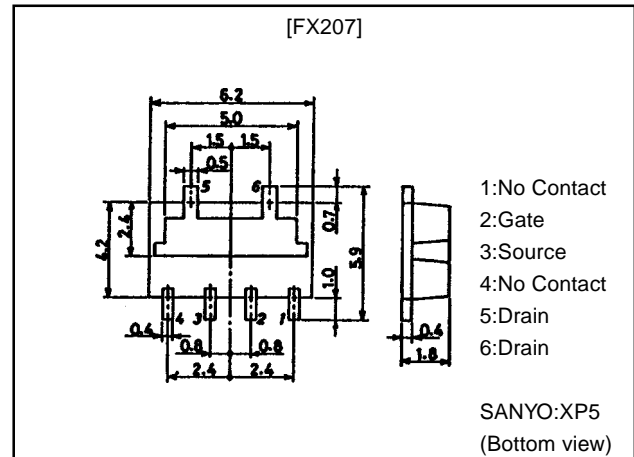 [FX207]
6.2
5.0
1.5 1.5
0.5
5 6
4.2
2.4
0.7
5.9
1.0
4 3 2 1
0.4
0.8 0.8
2.4 2.4
0.4
1.8
1:No Contact
2:Gate
3:Source
4:No Contact
5:Drain
6:Drain
SANYO:XP5
(Bottom view)